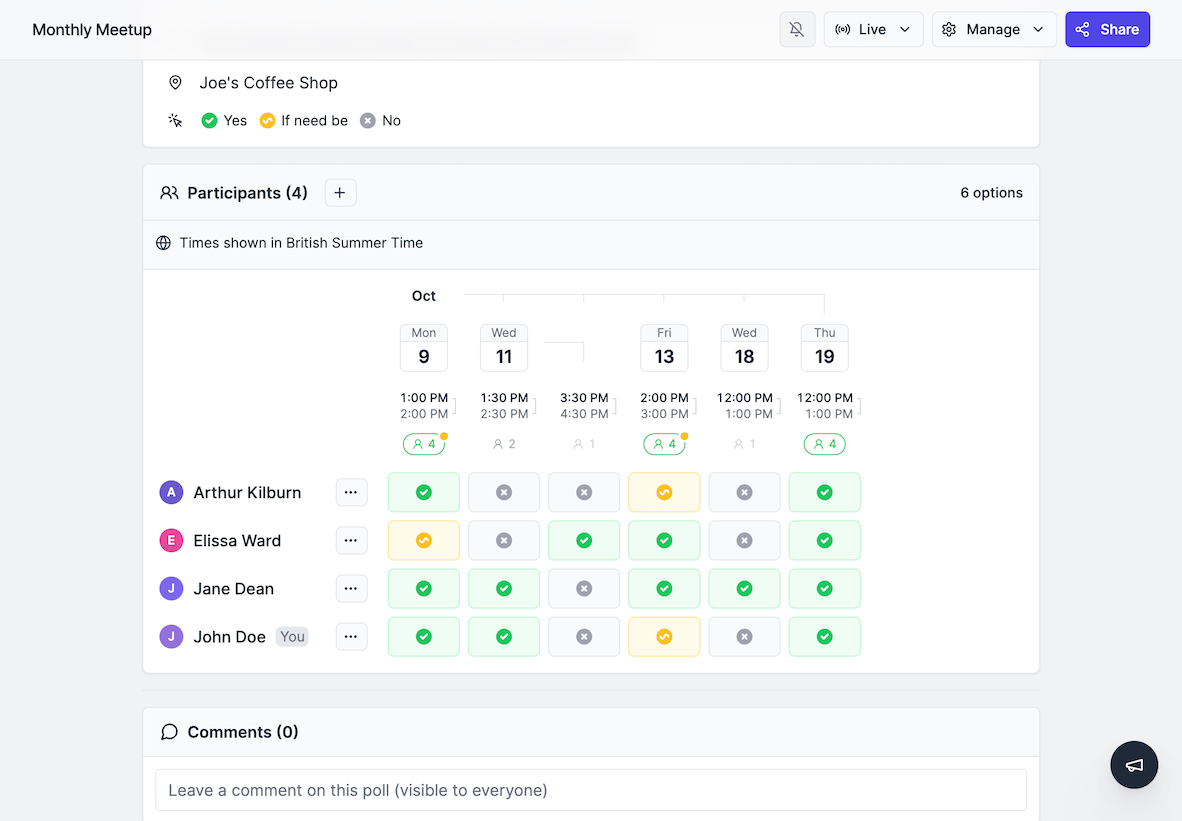 Monthly Meetup Live Manage Share
Joe's Coffee Shop
Yes If need be No
Participants (4) + 6 options
Times shown in British Summer Time
Oct
Mon Wed Fri Wed Thu
9 11 13 18 19
1:00 PM 1:30 PM 3:30 PM 2:00 PM 12:00 PM 12:00 PM
2:00 PM 2:30 PM 4:30 PM 3:00 PM 1:00 PM 1:00 PM
4 2 1 4 1 4
A Arthur Kilburn ...
E Elissa Ward ...
J Jane Dean ...
J John Doe You ...
Comments (0)
Leave a comment on this poll (visible to everyone)